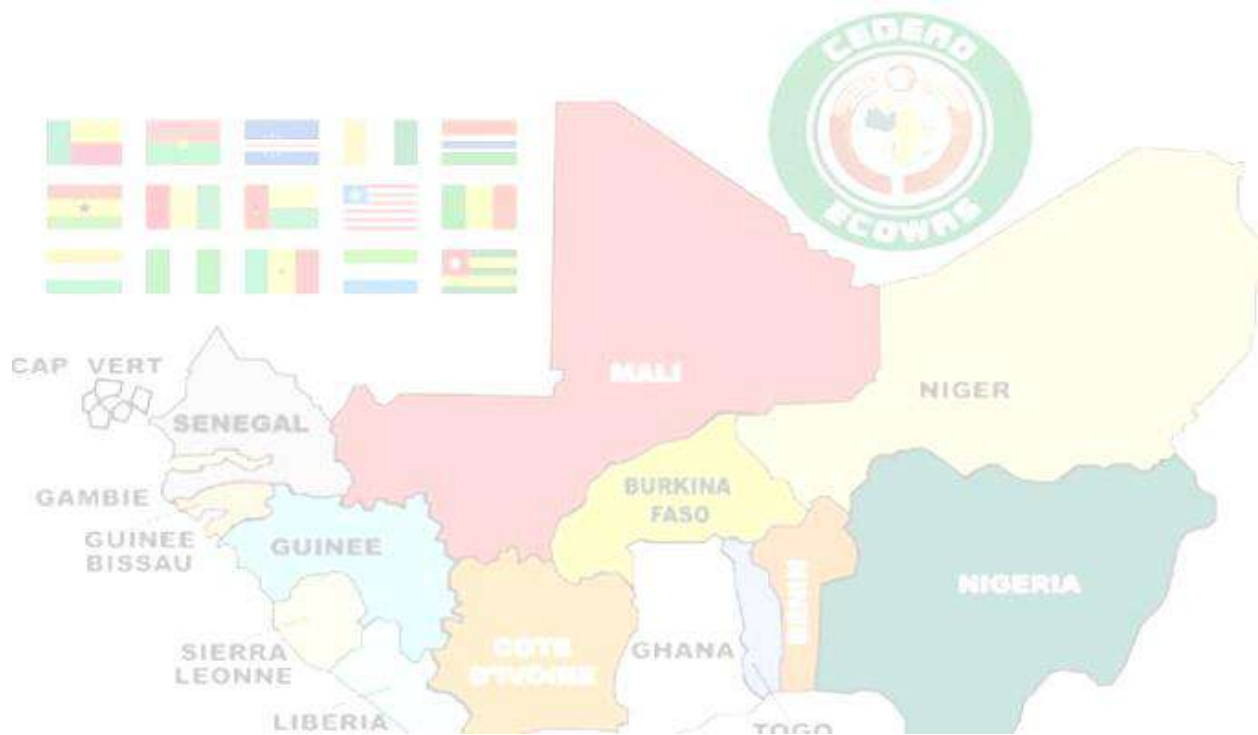 CEDEAO
ECOWAS
CAP VERT
MALI
NIGER
SENEGAL
GAMBIE
BURKINA
FASO
GUINEE
BISSAU
GUINEE
NIGERIA
BENIN
SIERRA
LEONNE
COTE
D'IVOIRE
GHANA
LIBERIA
TOGO